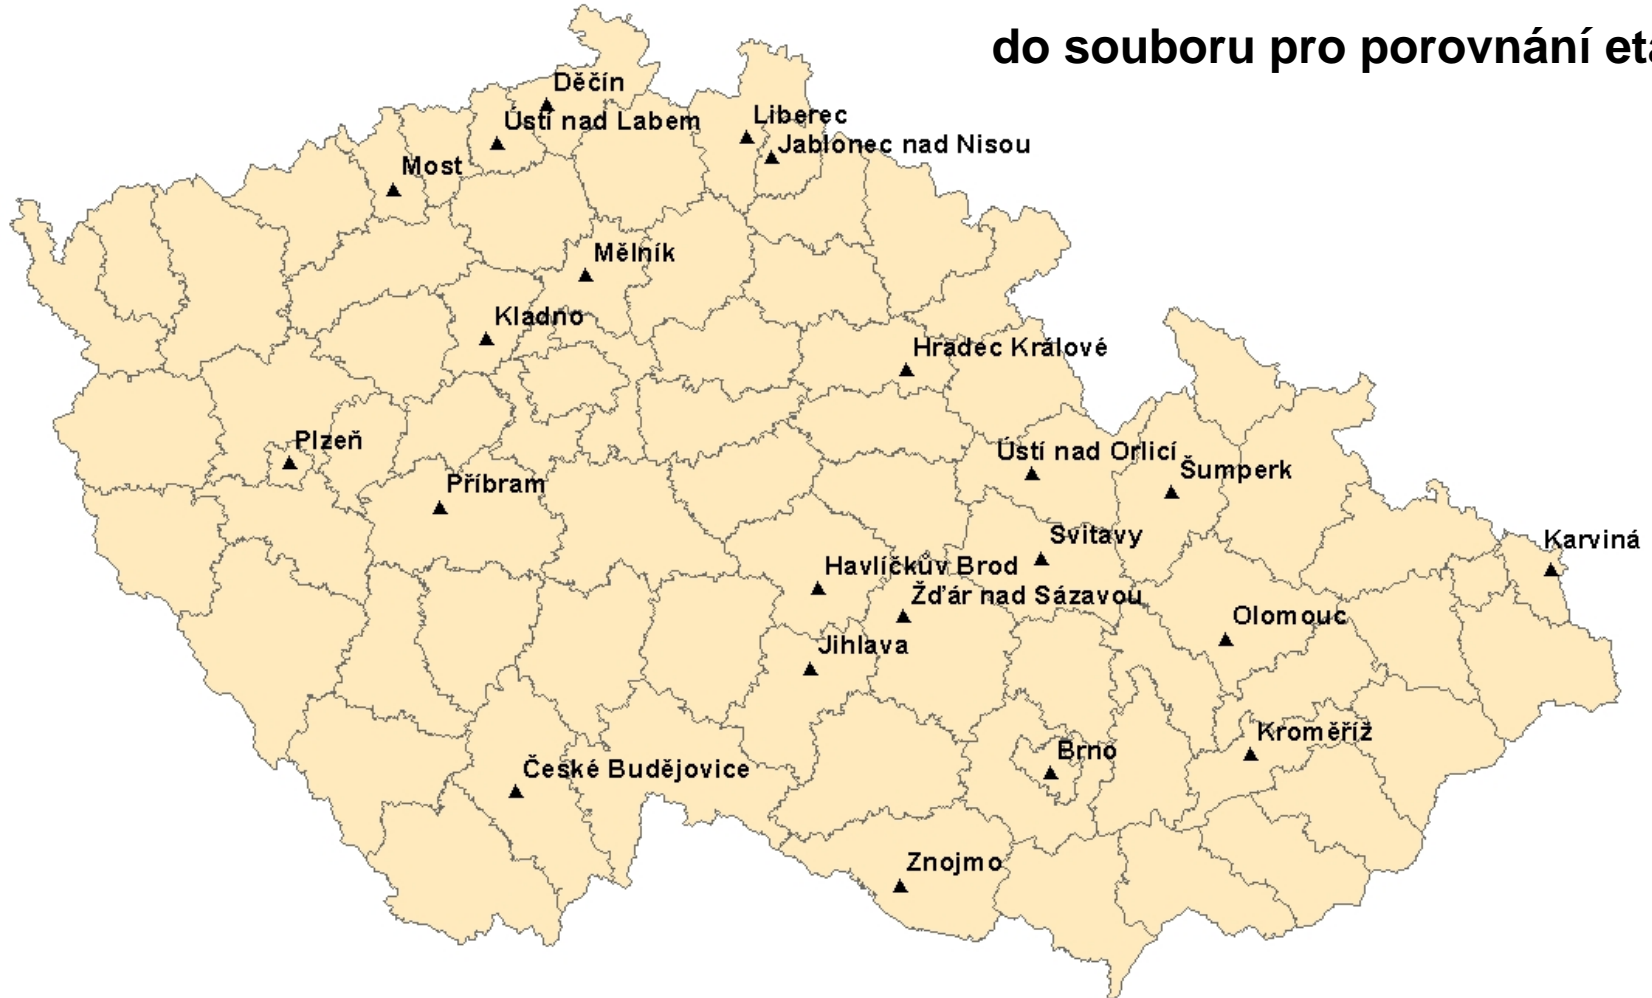 do souboru pro porovnání eta
Děčín
Ústí nad Labem
Liberec
Jablonec nad Nisou
Most
Mělník
Kladno
Hradec Králové
Plzeň
Ústí nad Orlicí
Šumperk
Příbram
Svitavy
Karviná
Havlíčkův Brod
Žďár nad Sázavou
Olomouc
Jihlava
Kroměříž
Brno
České Budějovice
Znojmo